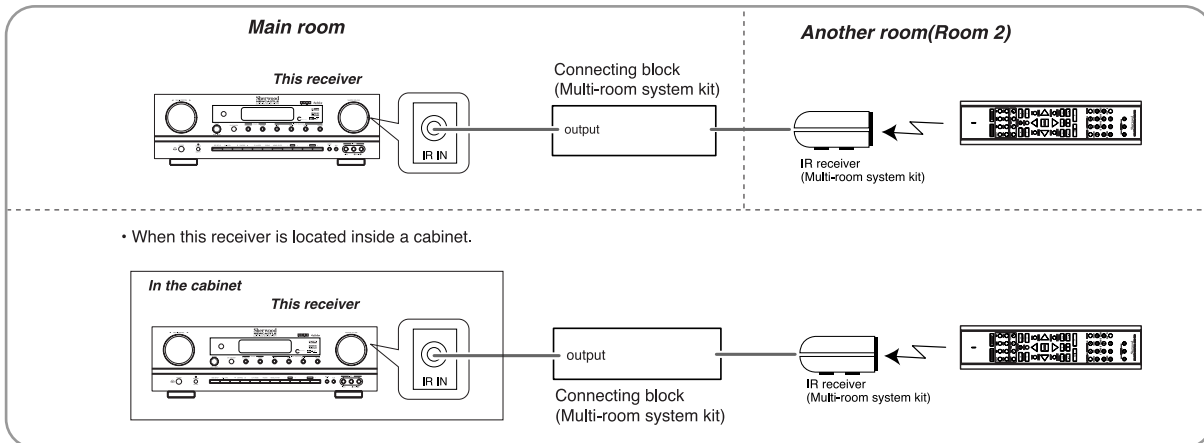 Main room
Another room(Room 2)
This receiver
Connecting block
(Multi-room system kit)
Sherwood
IR IN
output
IR receiver
(Multi-room system kit)
• When this receiver is located inside a cabinet.
In the cabinet
This receiver
Sherwood
IR IN
output
Connecting block
(Multi-room system kit)
IR receiver
(Multi-room system kit)